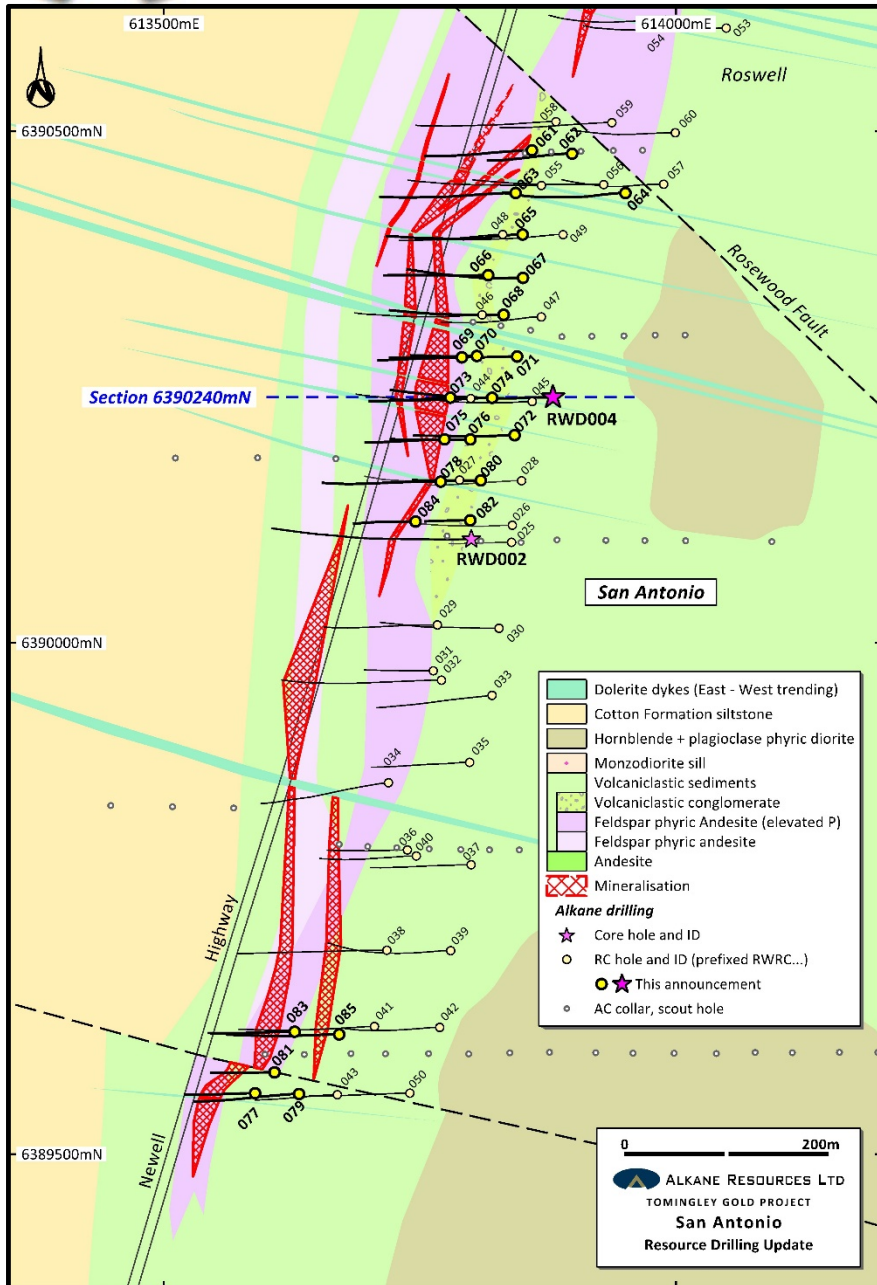 613500mE
614000mE
053
054
Roswell
058
059
060
6390500mN
061
062
055
056
057
063
064
048
065
049
066
067
Rosewood Fault
046
068
047
069
070
071
Section 6390240mN
073
044
074
045
RWD004
075
076
072
078
027
080
028
084
082
026
025
RWD002
San Antonio
029
030
6390000mN
031
032
033
035
034
036
040
037
038
039
Highway
083
085
041
042
081
043
050
077
079
6389500mN
Newell
Dolerite dykes (East - West trending)
Cotton Formation siltstone
Hornblende + plagioclase phyric diorite
Monzodiorite sill
Volcaniclastic sediments
Volcaniclastic conglomerate
Feldspar phyric Andesite (elevated P)
Feldspar phyric andesite
Andesite
Mineralisation
Alkane drilling
Core hole and ID
RC hole and ID (prefixed RWRC...)
This announcement
AC collar, scout hole
0 200m
ALKANE RESOURCES LTD
TOMINGLEY GOLD PROJECT
San Antonio
Resource Drilling Update